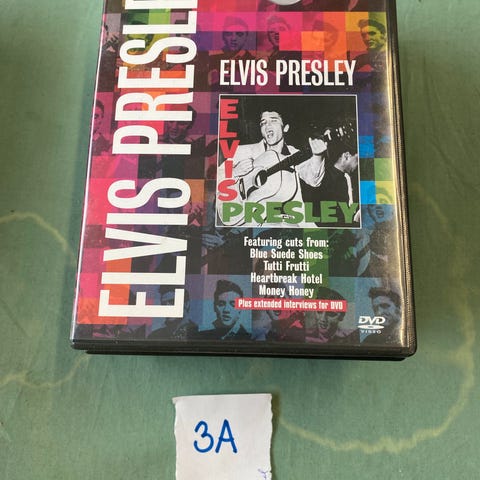 ELVIS PRESLEY
ELVIS PRESLEY
ELVIS
PRESLEY
Featuring cuts from:
Blue Suede Shoes
Tutti Frutti
Heartbreak Hotel
Money Honey
Plus extended interviews for DVD
DVD
VIDEO
3A